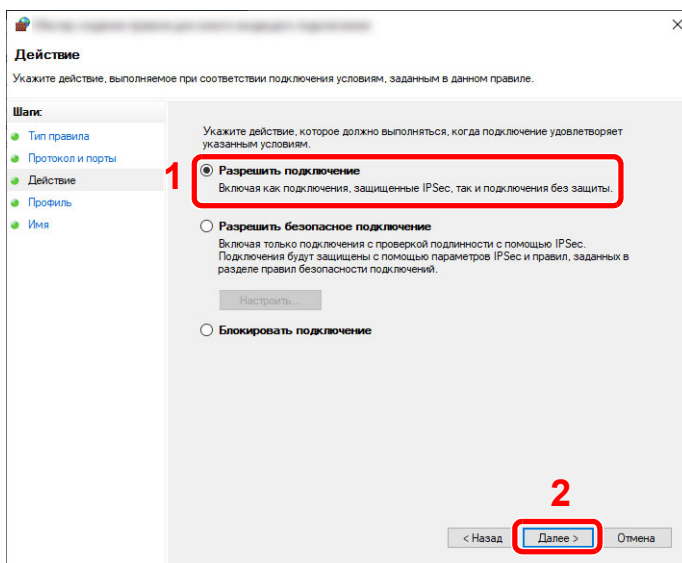 Действие
Укажите действие, выполняемое при соответствии подключения условиям, заданным в данном правиле.
Шаги:
Тип правила
Протокол и порты
Действие
Профиль
Имя
Укажите действие, которое должно выполняться, когда подключение удовлетворяет
указанным условиям.
1
Разрешить подключение
Включая как подключения, защищенные IPSec, так и подключения без защиты.
Разрешить безопасное подключение
Включая только подключения с проверкой подлинности с помощью IPSec.
Подключения будут защищены с помощью параметров IPSec и правил, заданных в
разделе правил безопасности подключений.
Настроить...
Блокировать подключение
2
< Назад
Далее >
Отмена